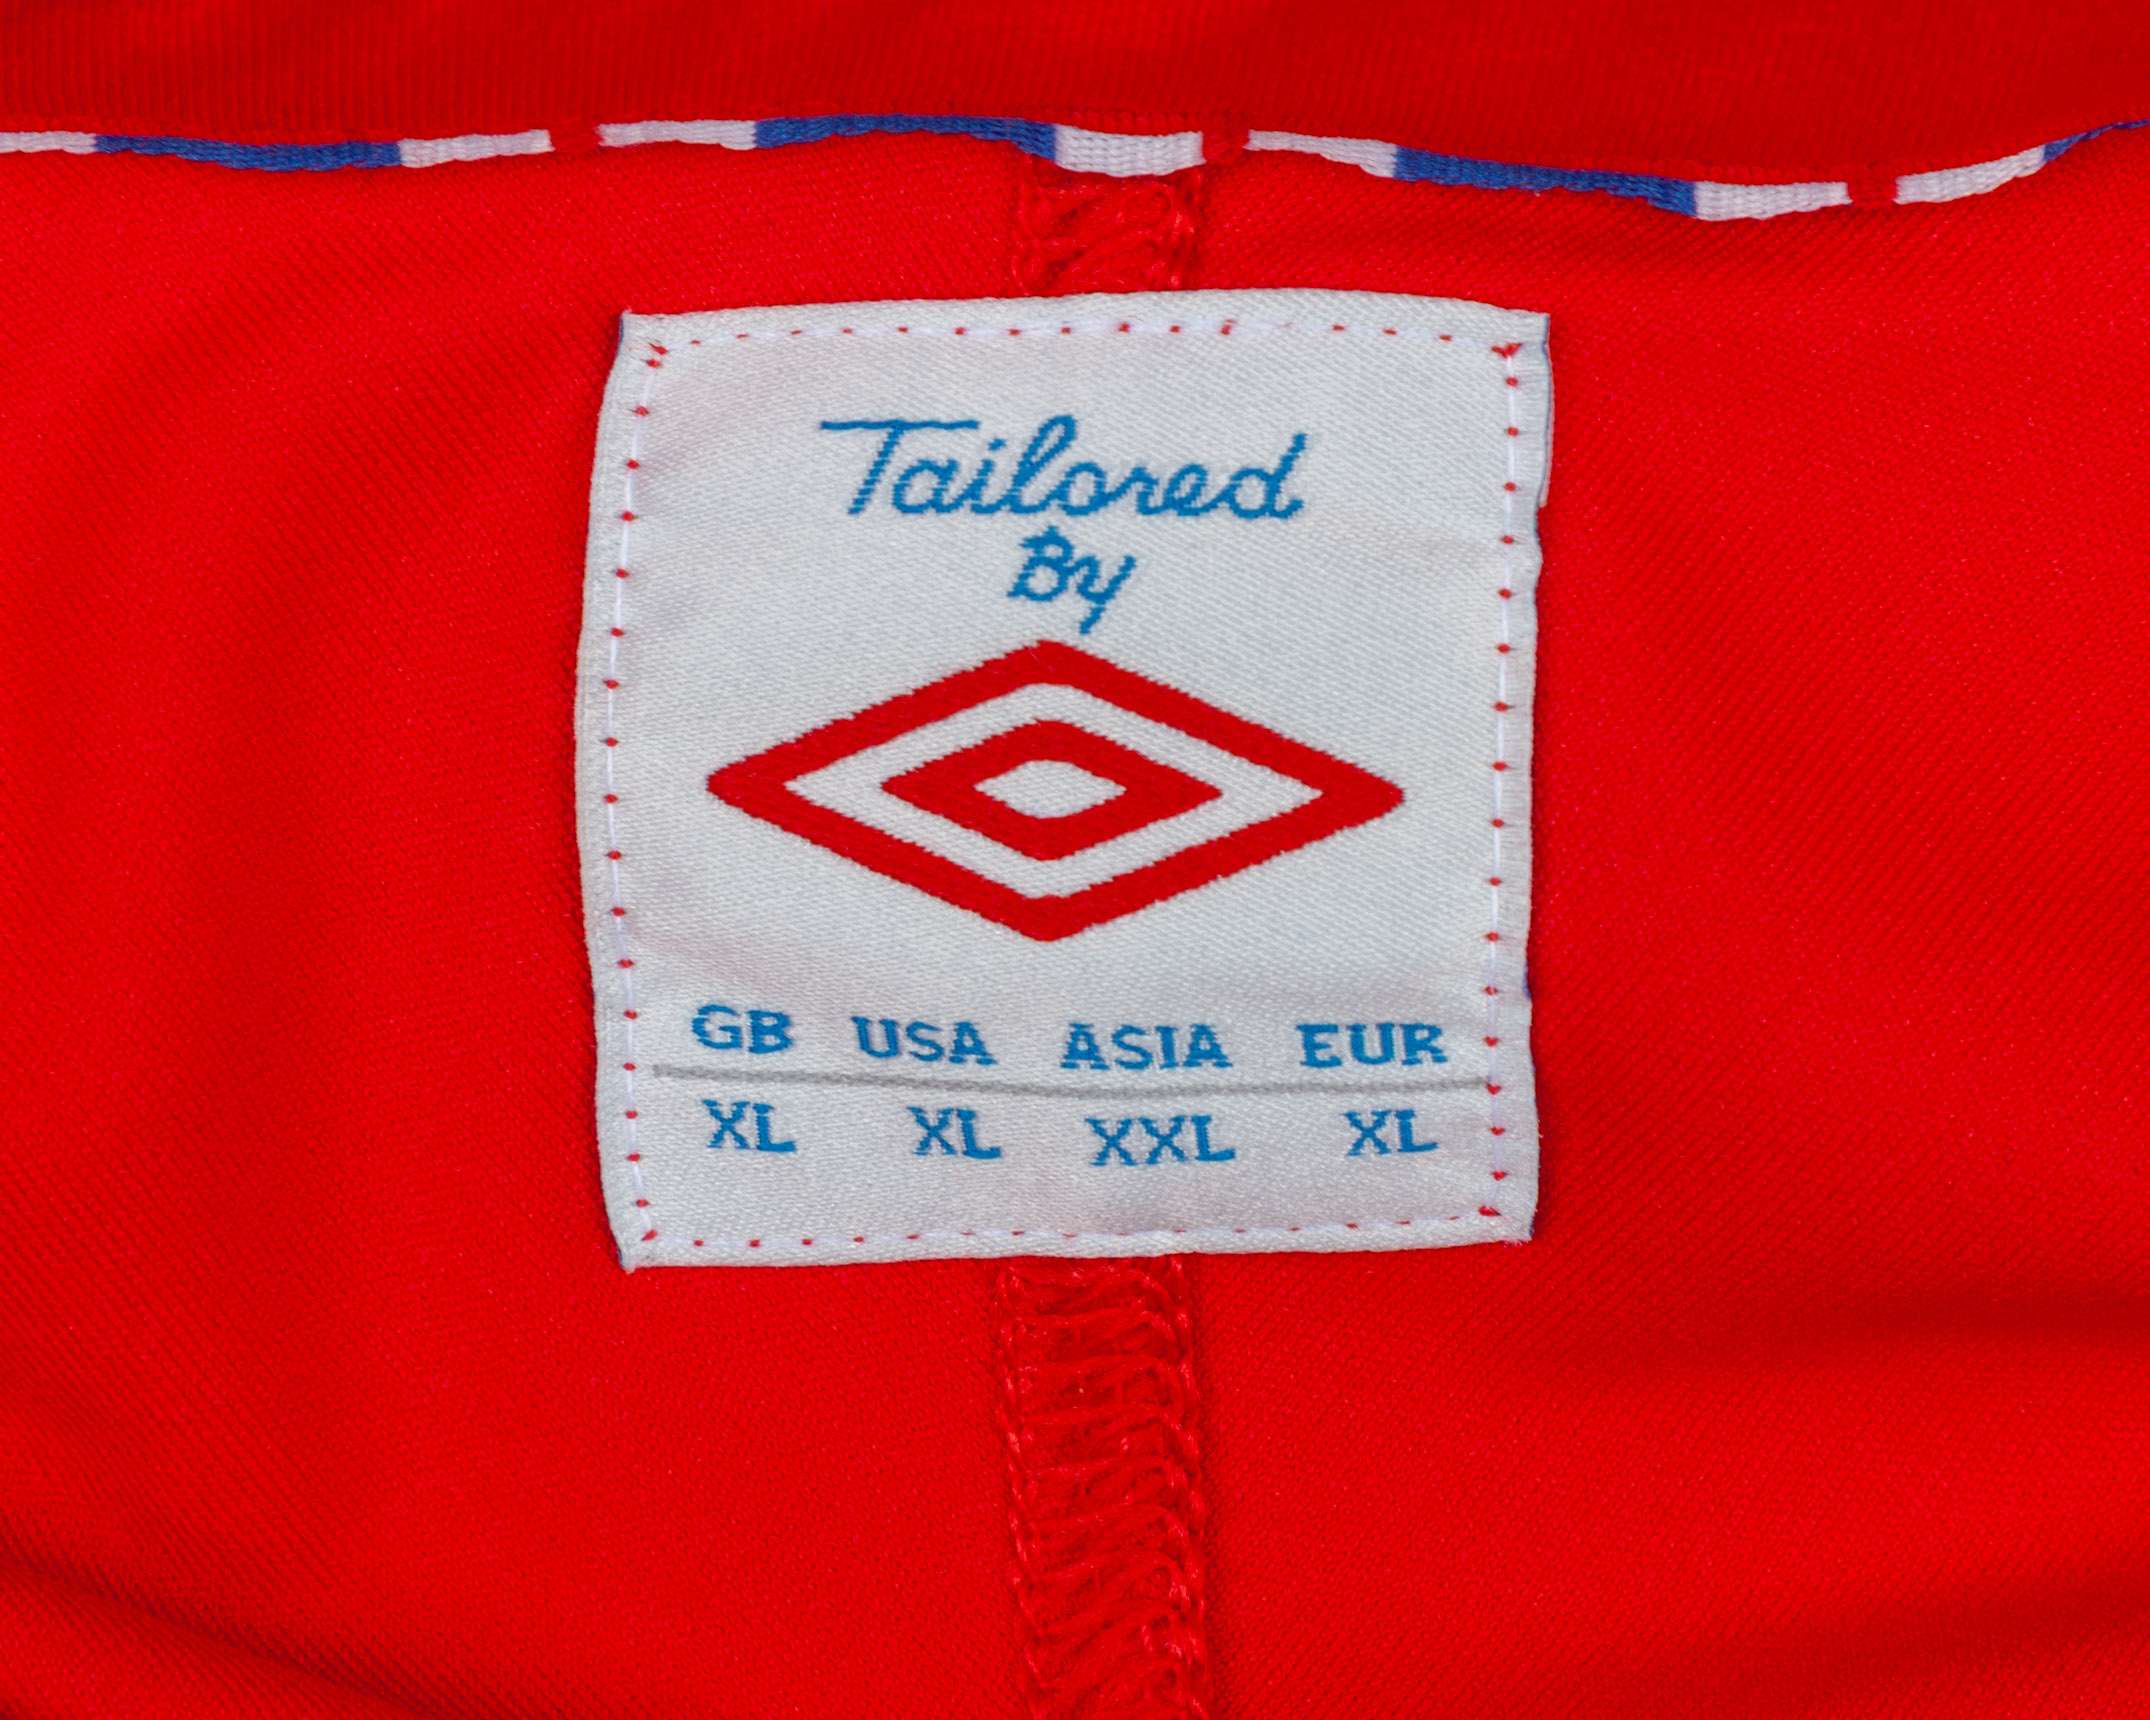 Tailored
By
GB USA ASIA EUR
XL XL XXL XL